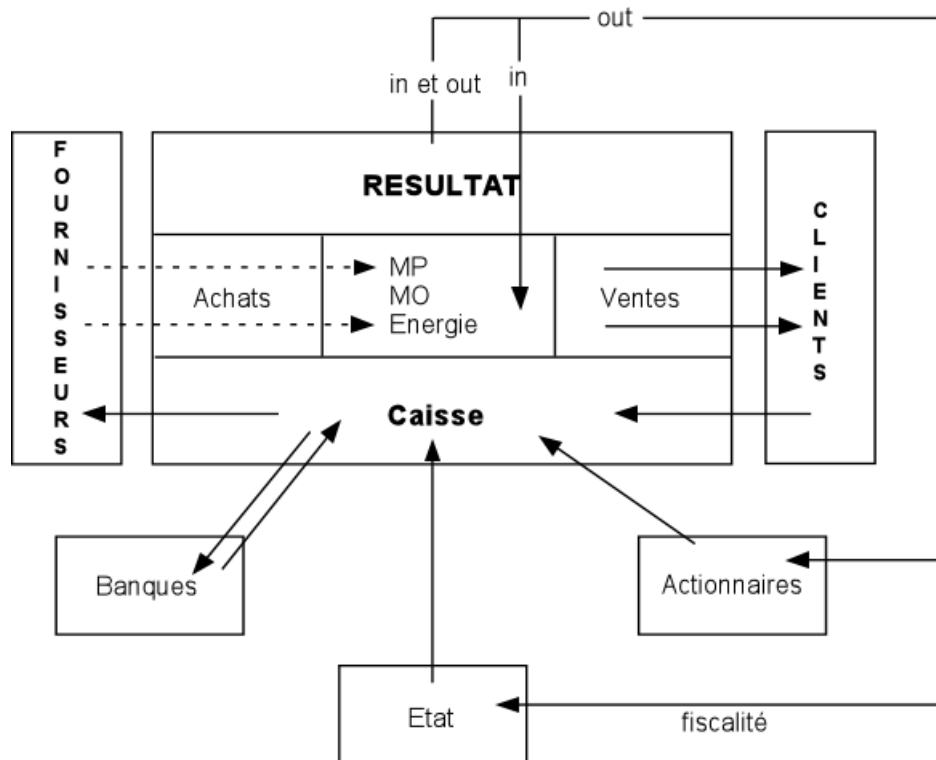 out
in et out
in
FOURNISSEURS
RESULTAT
CLIENTS
Achats
MP
MO
Energie
Ventes
Caisse
Banques
Actionnaires
Etat
fiscalité